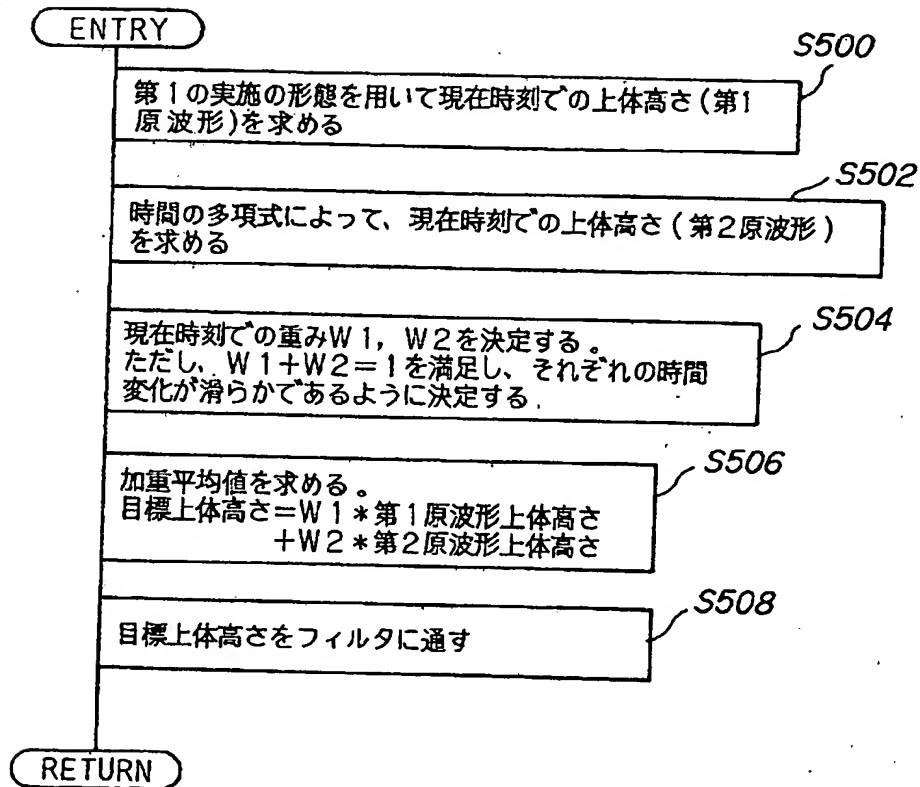 ENTRY
S500
第1の実施の形態を用いて現在時刻での上体高さ(第1
原波形)を求める
S502
時間の多項式によって、現在時刻での上体高さ(第2原波形)
を求める
S504
現在時刻での重みW1,W2を決定する。
ただし、W1+W2=1を満足し、それぞれの時間
変化が滑らかであるように決定する.
S506
加重平均値を求める。
目標上体高さ=W1*第1原波形上体高さ
+W2*第2原波形上体高さ
S508
目標上体高さをフィルタに通す
RETURN